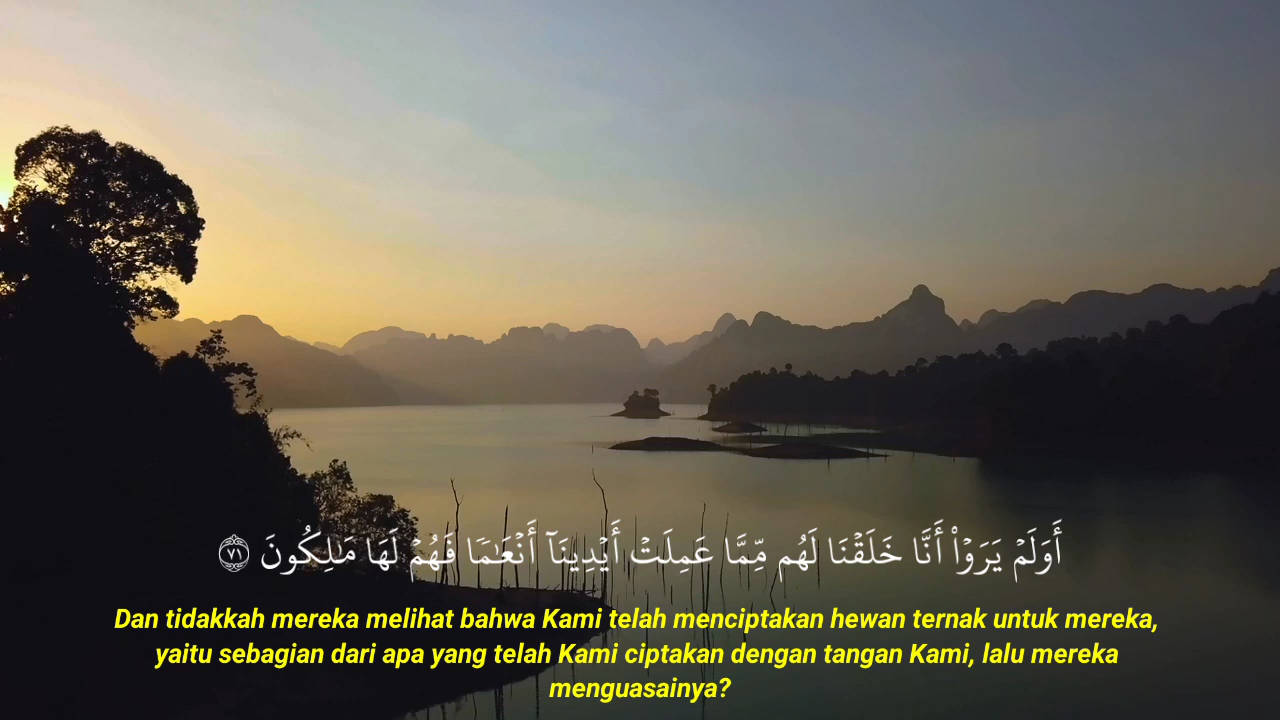 أَوَلَمْ يَرَوْا۟ أَنَّا خَلَقْنَا لَهُم مِّمَّا عَمِلَتْ أَيْدِينَآ أَنْعَـٰمًا فَهُمْ لَهَا مَـٰلِكُونَ ٧١
Dan tidakkah mereka melihat bahwa Kami telah menciptakan hewan ternak untuk mereka,
yaitu sebagian dari apa yang telah Kami ciptakan dengan tangan Kami, lalu mereka
menguasainya?